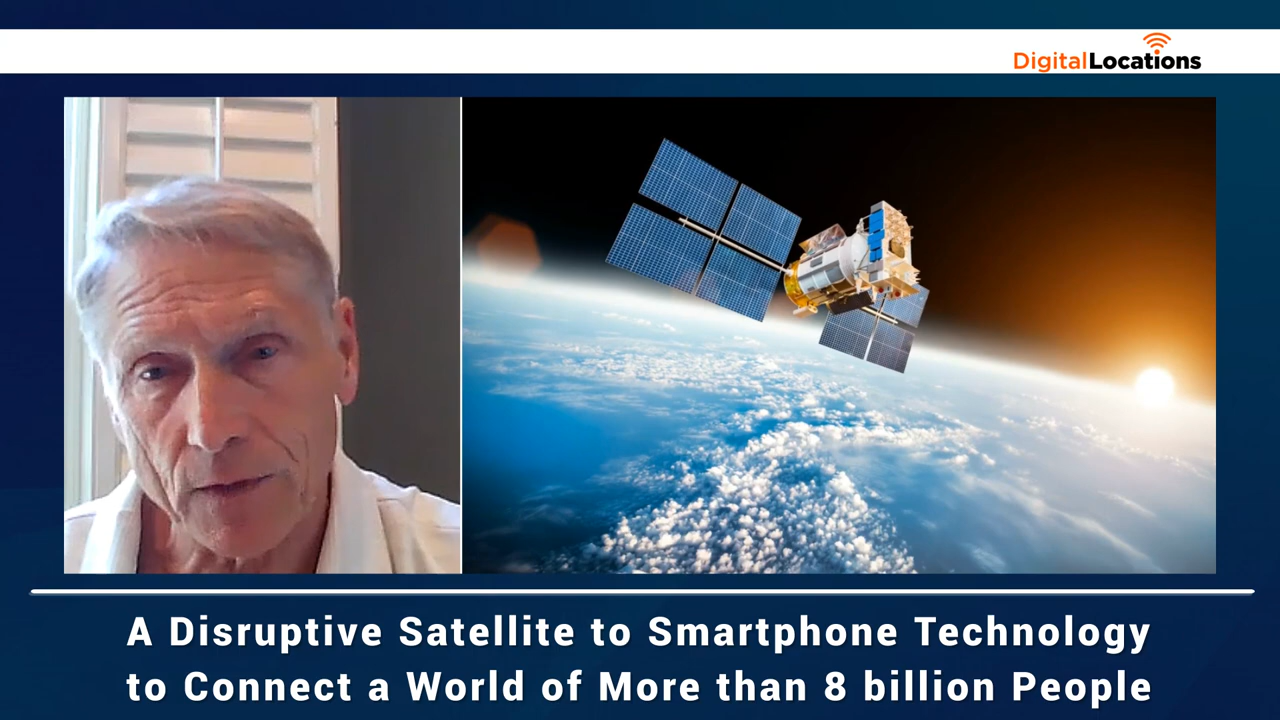 DigitalLocations
A Disruptive Satellite to Smartphone Technology
to Connect a World of More than 8 billion People